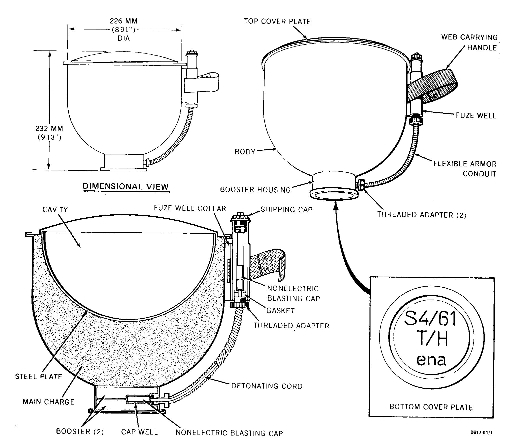 226 MM
(8.91")
DIA
TOP COVER PLATE
WEB CARRYING
HANDLE
232 MM
(9.13")
FUZE WELL
BODY
FLEXIBLE ARMOR
CONDUIT
DIMENSIONAL VIEW
BOOSTER HOUSING
THREADED ADAPTER (2)
CAVITY
FUZE WELL COLLAR
SHIPPING CAP
NONELECTRIC
BLASTING CAP
GASKET
THREADED ADAPTER
S4/61
T/H
ena
STEEL PLATE
MAIN CHARGE
DETONATING CORD
BOTTOM COVER PLATE
BOOSTER (2)
CAP WELL
NONELECTRIC BLASTING CAP